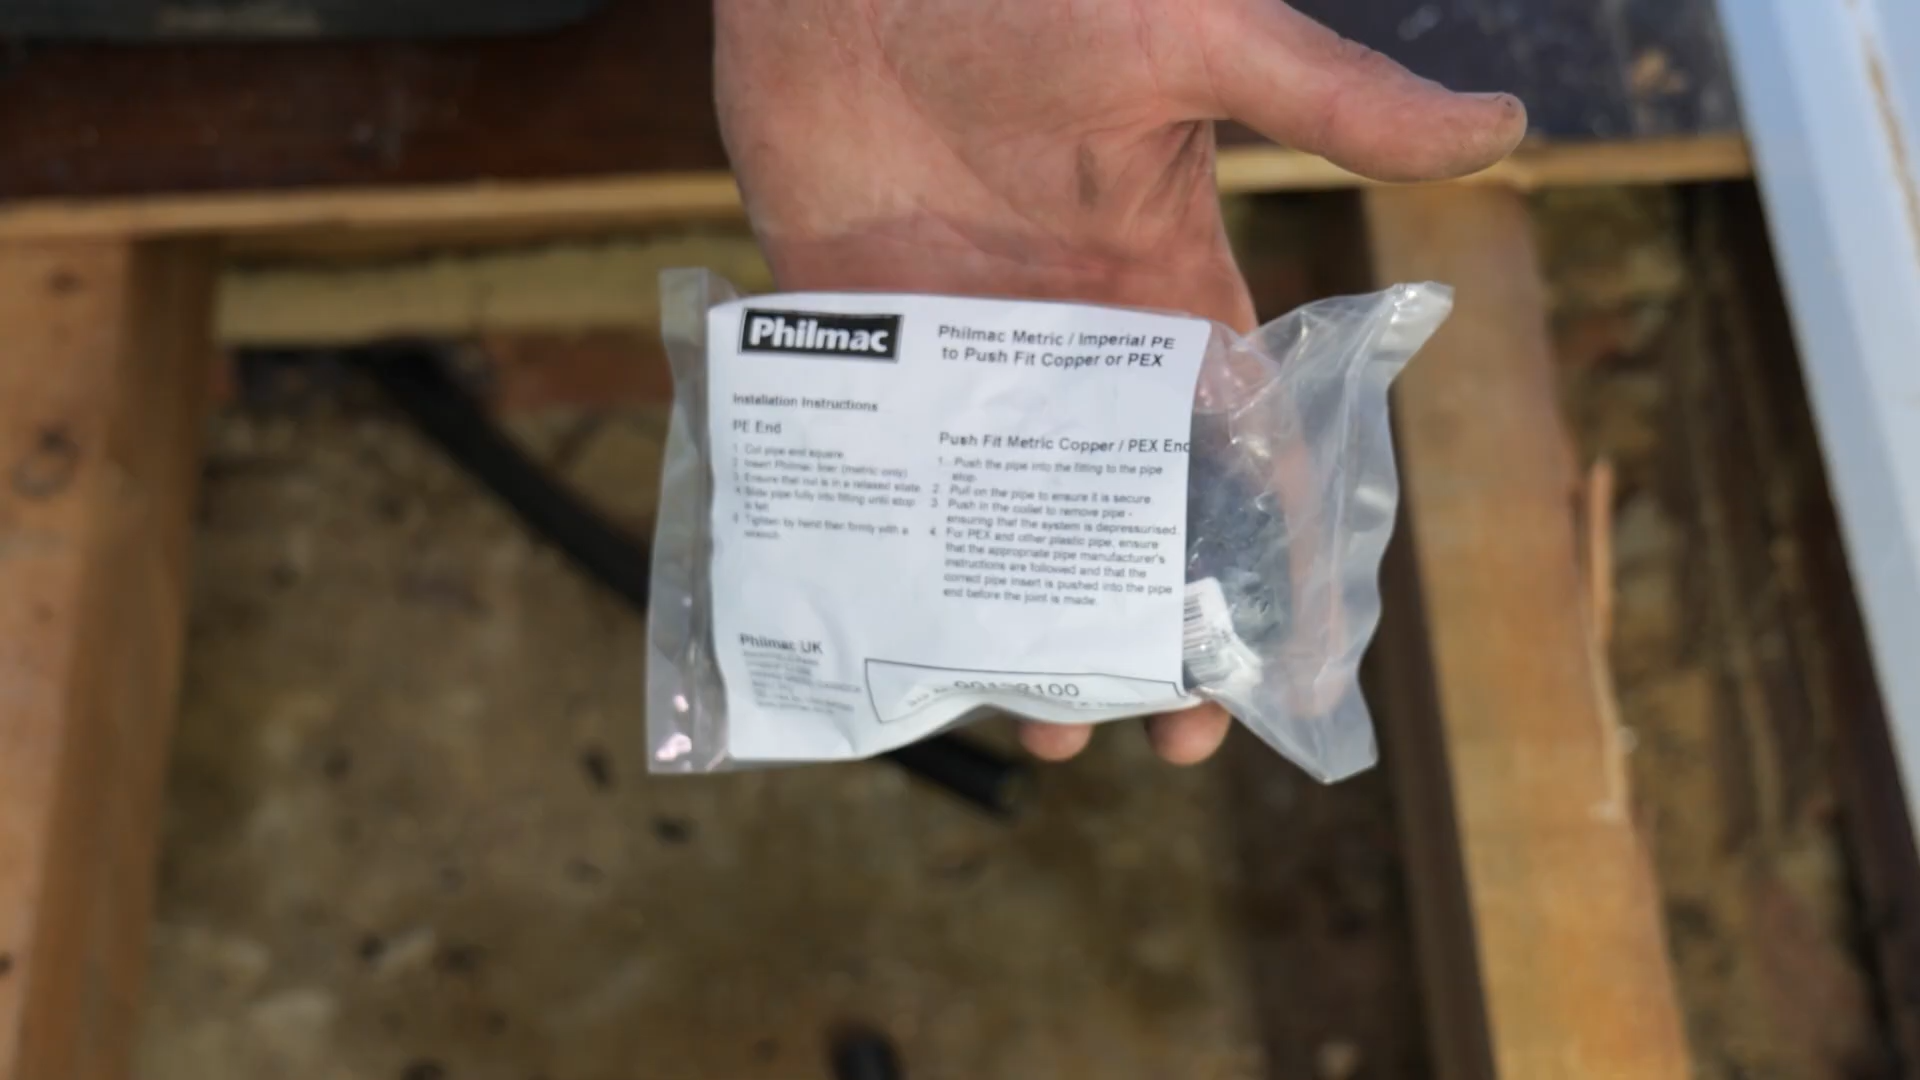 Philmac
Philmac Metric / Imperial PE
to Push Fit Copper or PEX
Installation Instructions
PE End
1 Cut pipe end square
2 Insert Philmac liner (metric only)
3 Ensure that nut is in a relaxed state
4 Slide pipe fully into fitting until stop
is felt
5 Tighten by hand then firmly with a
wrench
Push Fit Metric Copper / PEX End
1. Push the pipe into the fitting to the pipe
stop.
2. Pull on the pipe to ensure it is secure
3. Push in the collet to remove pipe -
ensuring that the system is depressurised.
4. For PEX and other plastic pipe, ensure
that the appropriate pipe manufacturer's
instructions are followed and that the
correct pipe insert is pushed into the pipe
end before the joint is made.
Philmac UK